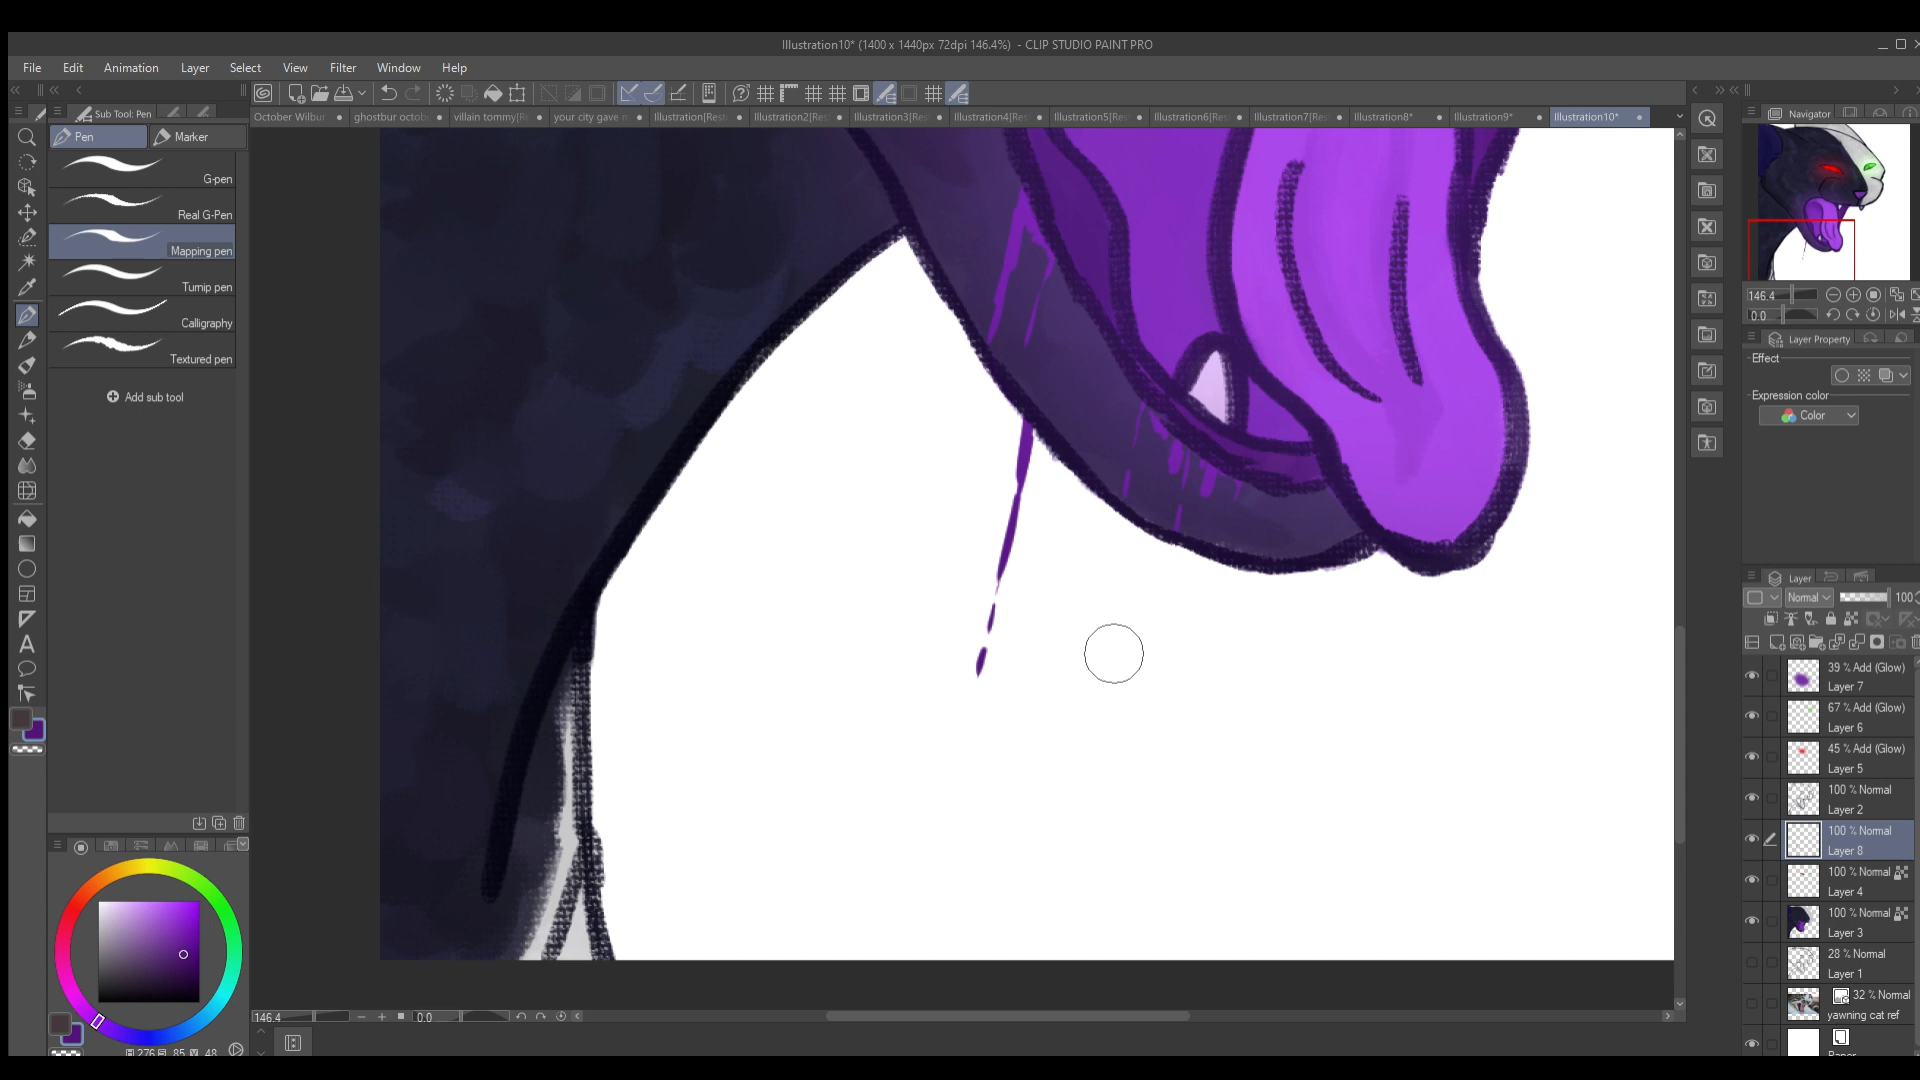 Illustration10* (1400 x 1440px 72dpi 146.4%) - CLIP STUDIO PAINT PRO
File Edit Animation Layer Select View Filter Window Help
Sub Tool: Pen
October Wilbur ghostbur octob villain tommy[R your city gave m Illustration[Rest Illustration2[Res Illustration3[Res Illustration4[Res Illustration5[Res Illustration6[Res Illustration7[Res Illustration8* Illustration9* Illustration10*
Navigator
Pen Marker
G-pen
Real G-Pen
Mapping pen
Turnip pen
Calligraphy
Textured pen
Add sub tool
146.4
0.0
Layer Property
Effect
Expression color
Color
Layer
Normal 100
39 % Add (Glow)
Layer 7
67 % Add (Glow)
Layer 6
45 % Add (Glow)
Layer 5
100 % Normal
Layer 2
100 % Normal
Layer 8
100 % Normal
Layer 4
100 % Normal
Layer 3
28 % Normal
Layer 1
32 % Normal
yawning cat ref
146.4 0.0
H 276 S 85 V 48